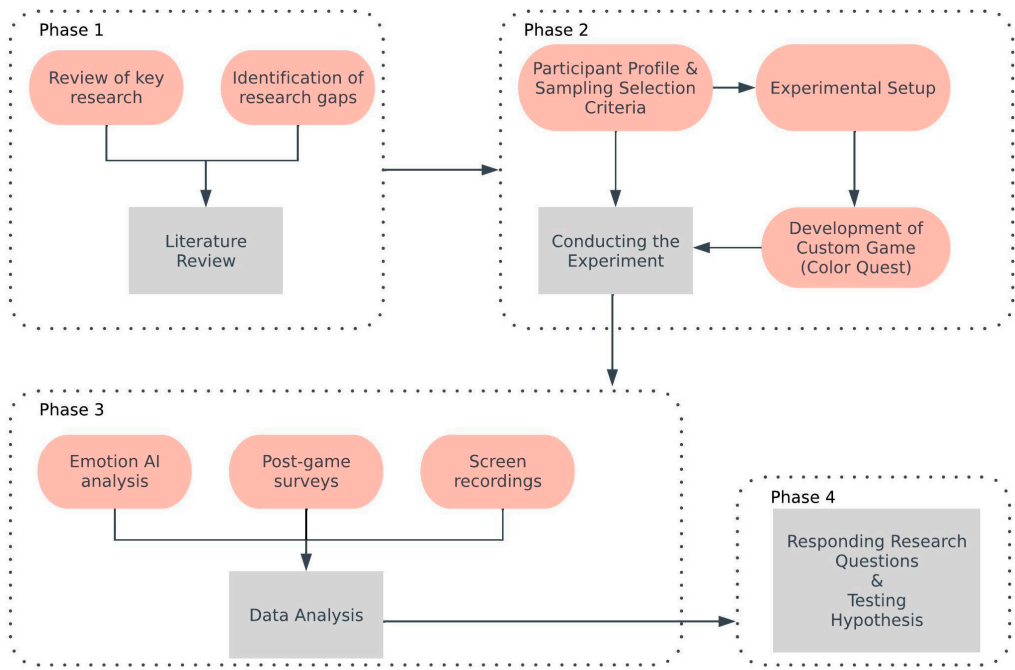 Phase 1
Review of key
research
Identification of
research gaps
Literature
Review
Phase 2
Participant Profile &
Sampling Selection
Criteria
Experimental Setup
Conducting the
Experiment
Development of
Custom Game
(Color Quest)
Phase 3
Emotion AI
analysis
Post-game
surveys
Screen
recordings
Data Analysis
Phase 4
Responding Research
Questions
&
Testing
Hypothesis